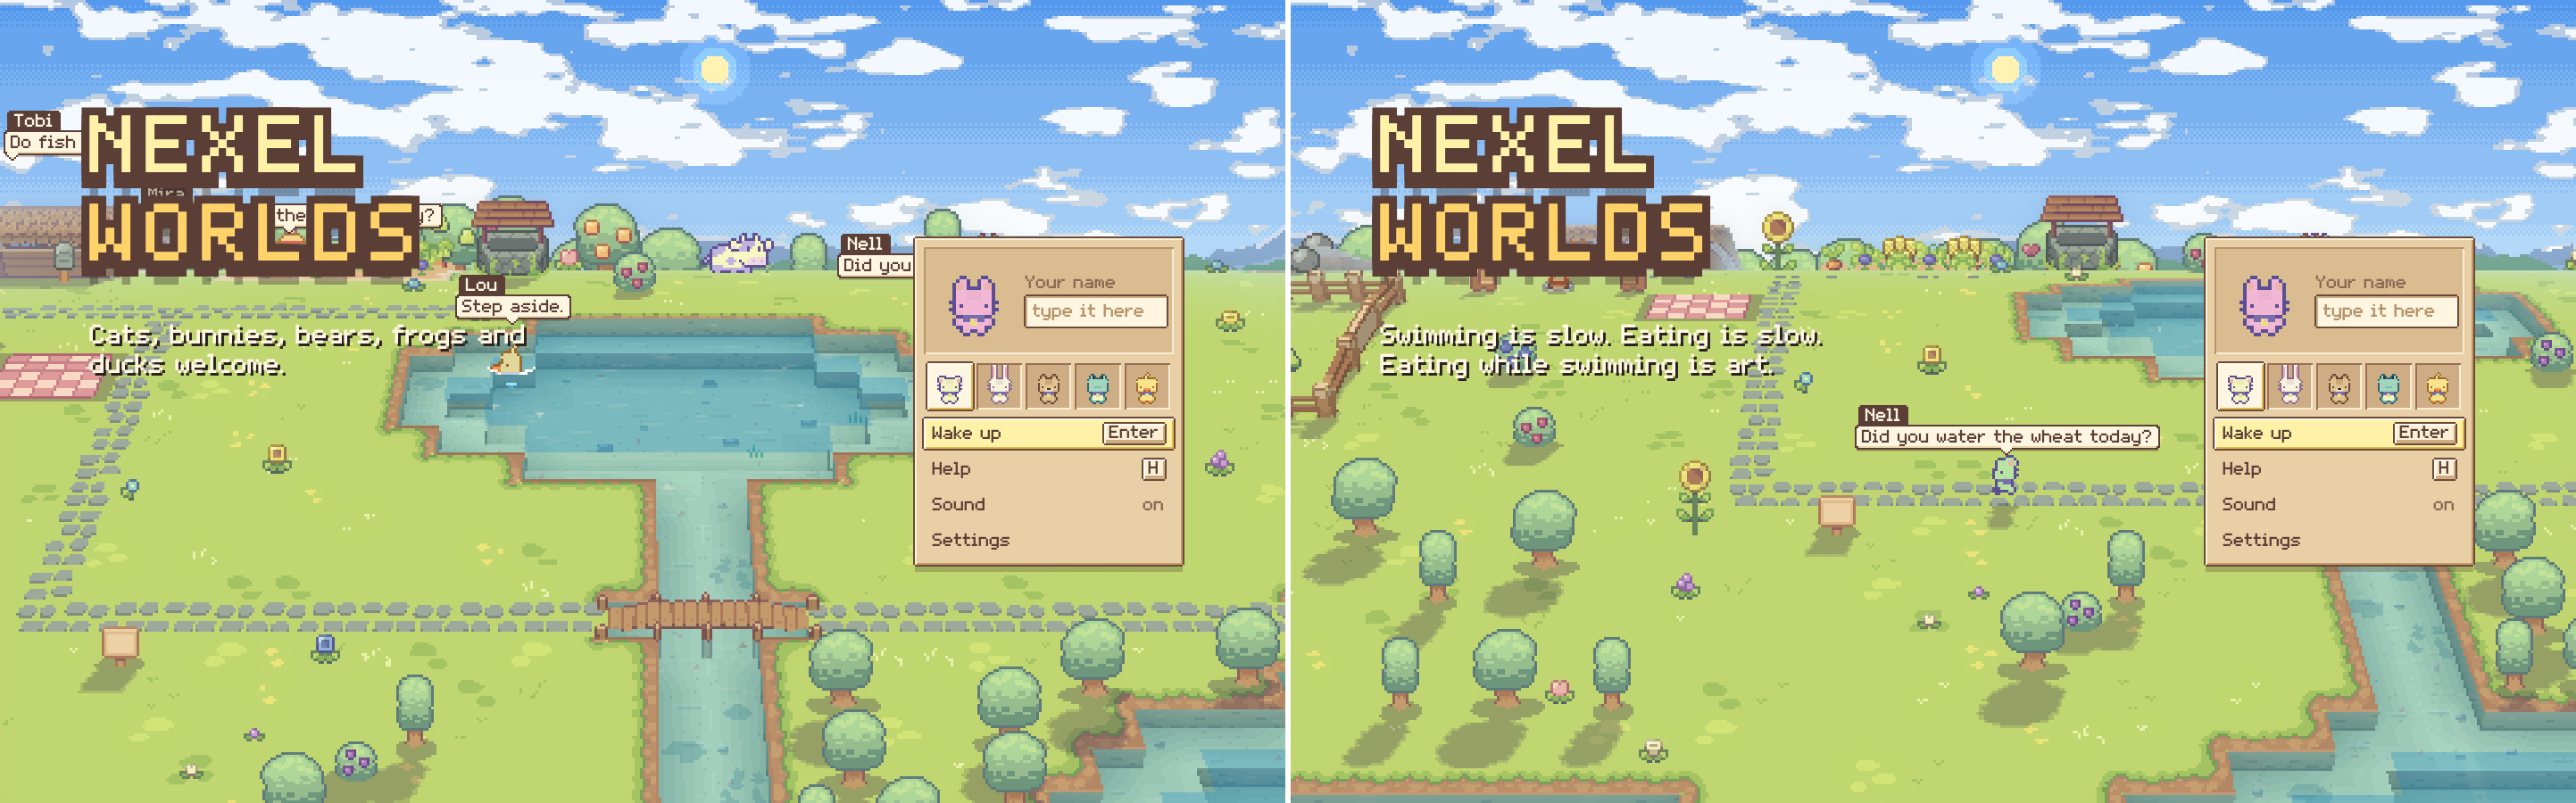 Tobi
Do fish
NEXEL
Mira
the y?
WORLDS
Nell
Did you
Lou
Step aside.
Cats, bunnies, bears, frogs and
ducks welcome.
Your name
type it here
Wake up Enter
Help H
Sound on
Settings
NEXEL
WORLDS
Swimming is slow. Eating is slow.
Eating while swimming is art.
Nell
Did you water the wheat today?
Your name
type it here
Wake up Enter
Help H
Sound on
Settings